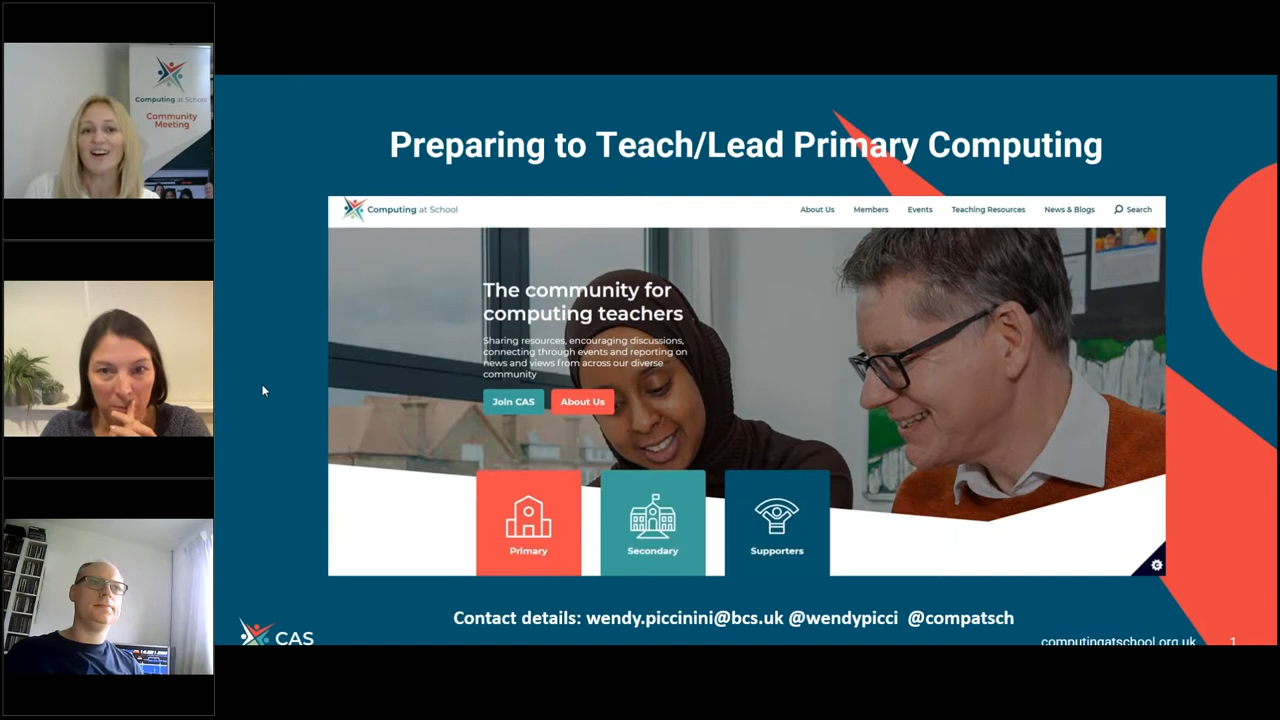 Computing at School
Community
Meeting
Preparing to Teach/Lead Primary Computing
Computing at School
About Us
Members
Events
Teaching Resources
News & Blogs
Search
The community for
computing teachers
Sharing resources, encouraging discussions,
connecting through events and reporting on
news and views from across our diverse
community
Join CAS
About Us
Primary
Secondary
Supporters
Contact details: wendy.piccinini@bcs.uk @wendypicci @compatsch
CAS
computingatschool.org.uk
1